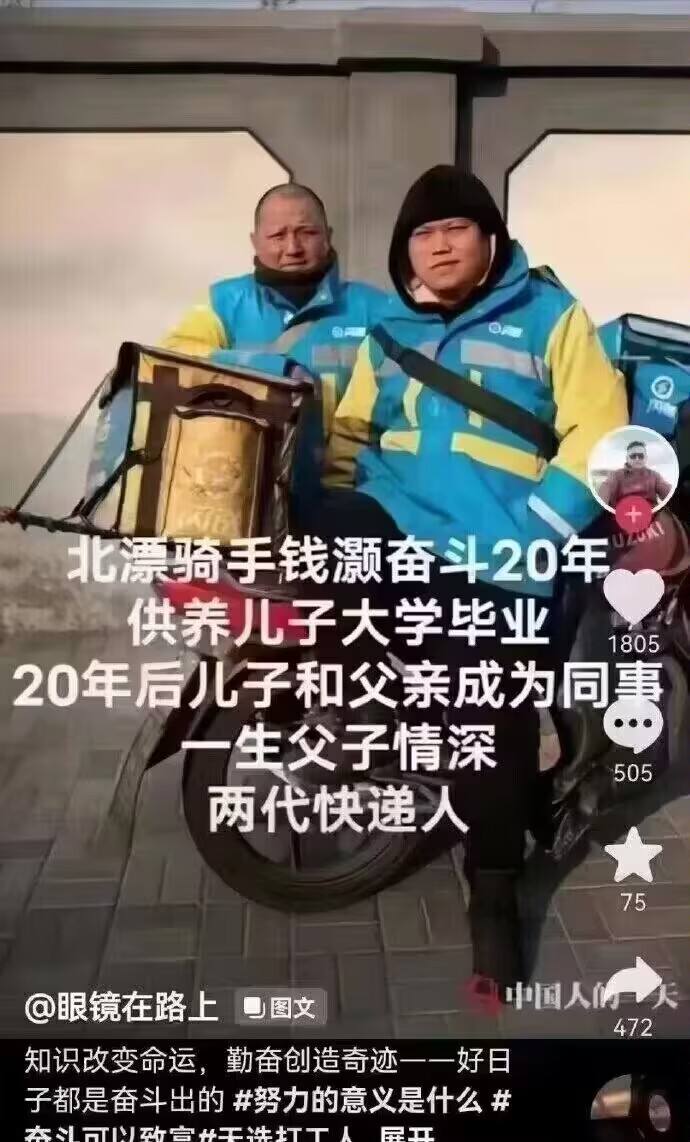 UZUKI
北漂骑手钱灏奋斗20年
供养儿子大学毕业
1805
20年后儿子和父亲成为同事
一生父子情深
505
两代快递人
75
中国人的一天
472
@眼镜在路上 图文
知识改变命运，勤奋创造奇迹——好日
子都是奋斗出的 #努力的意义是什么 #
奋斗可以致富#天选打工人 展开